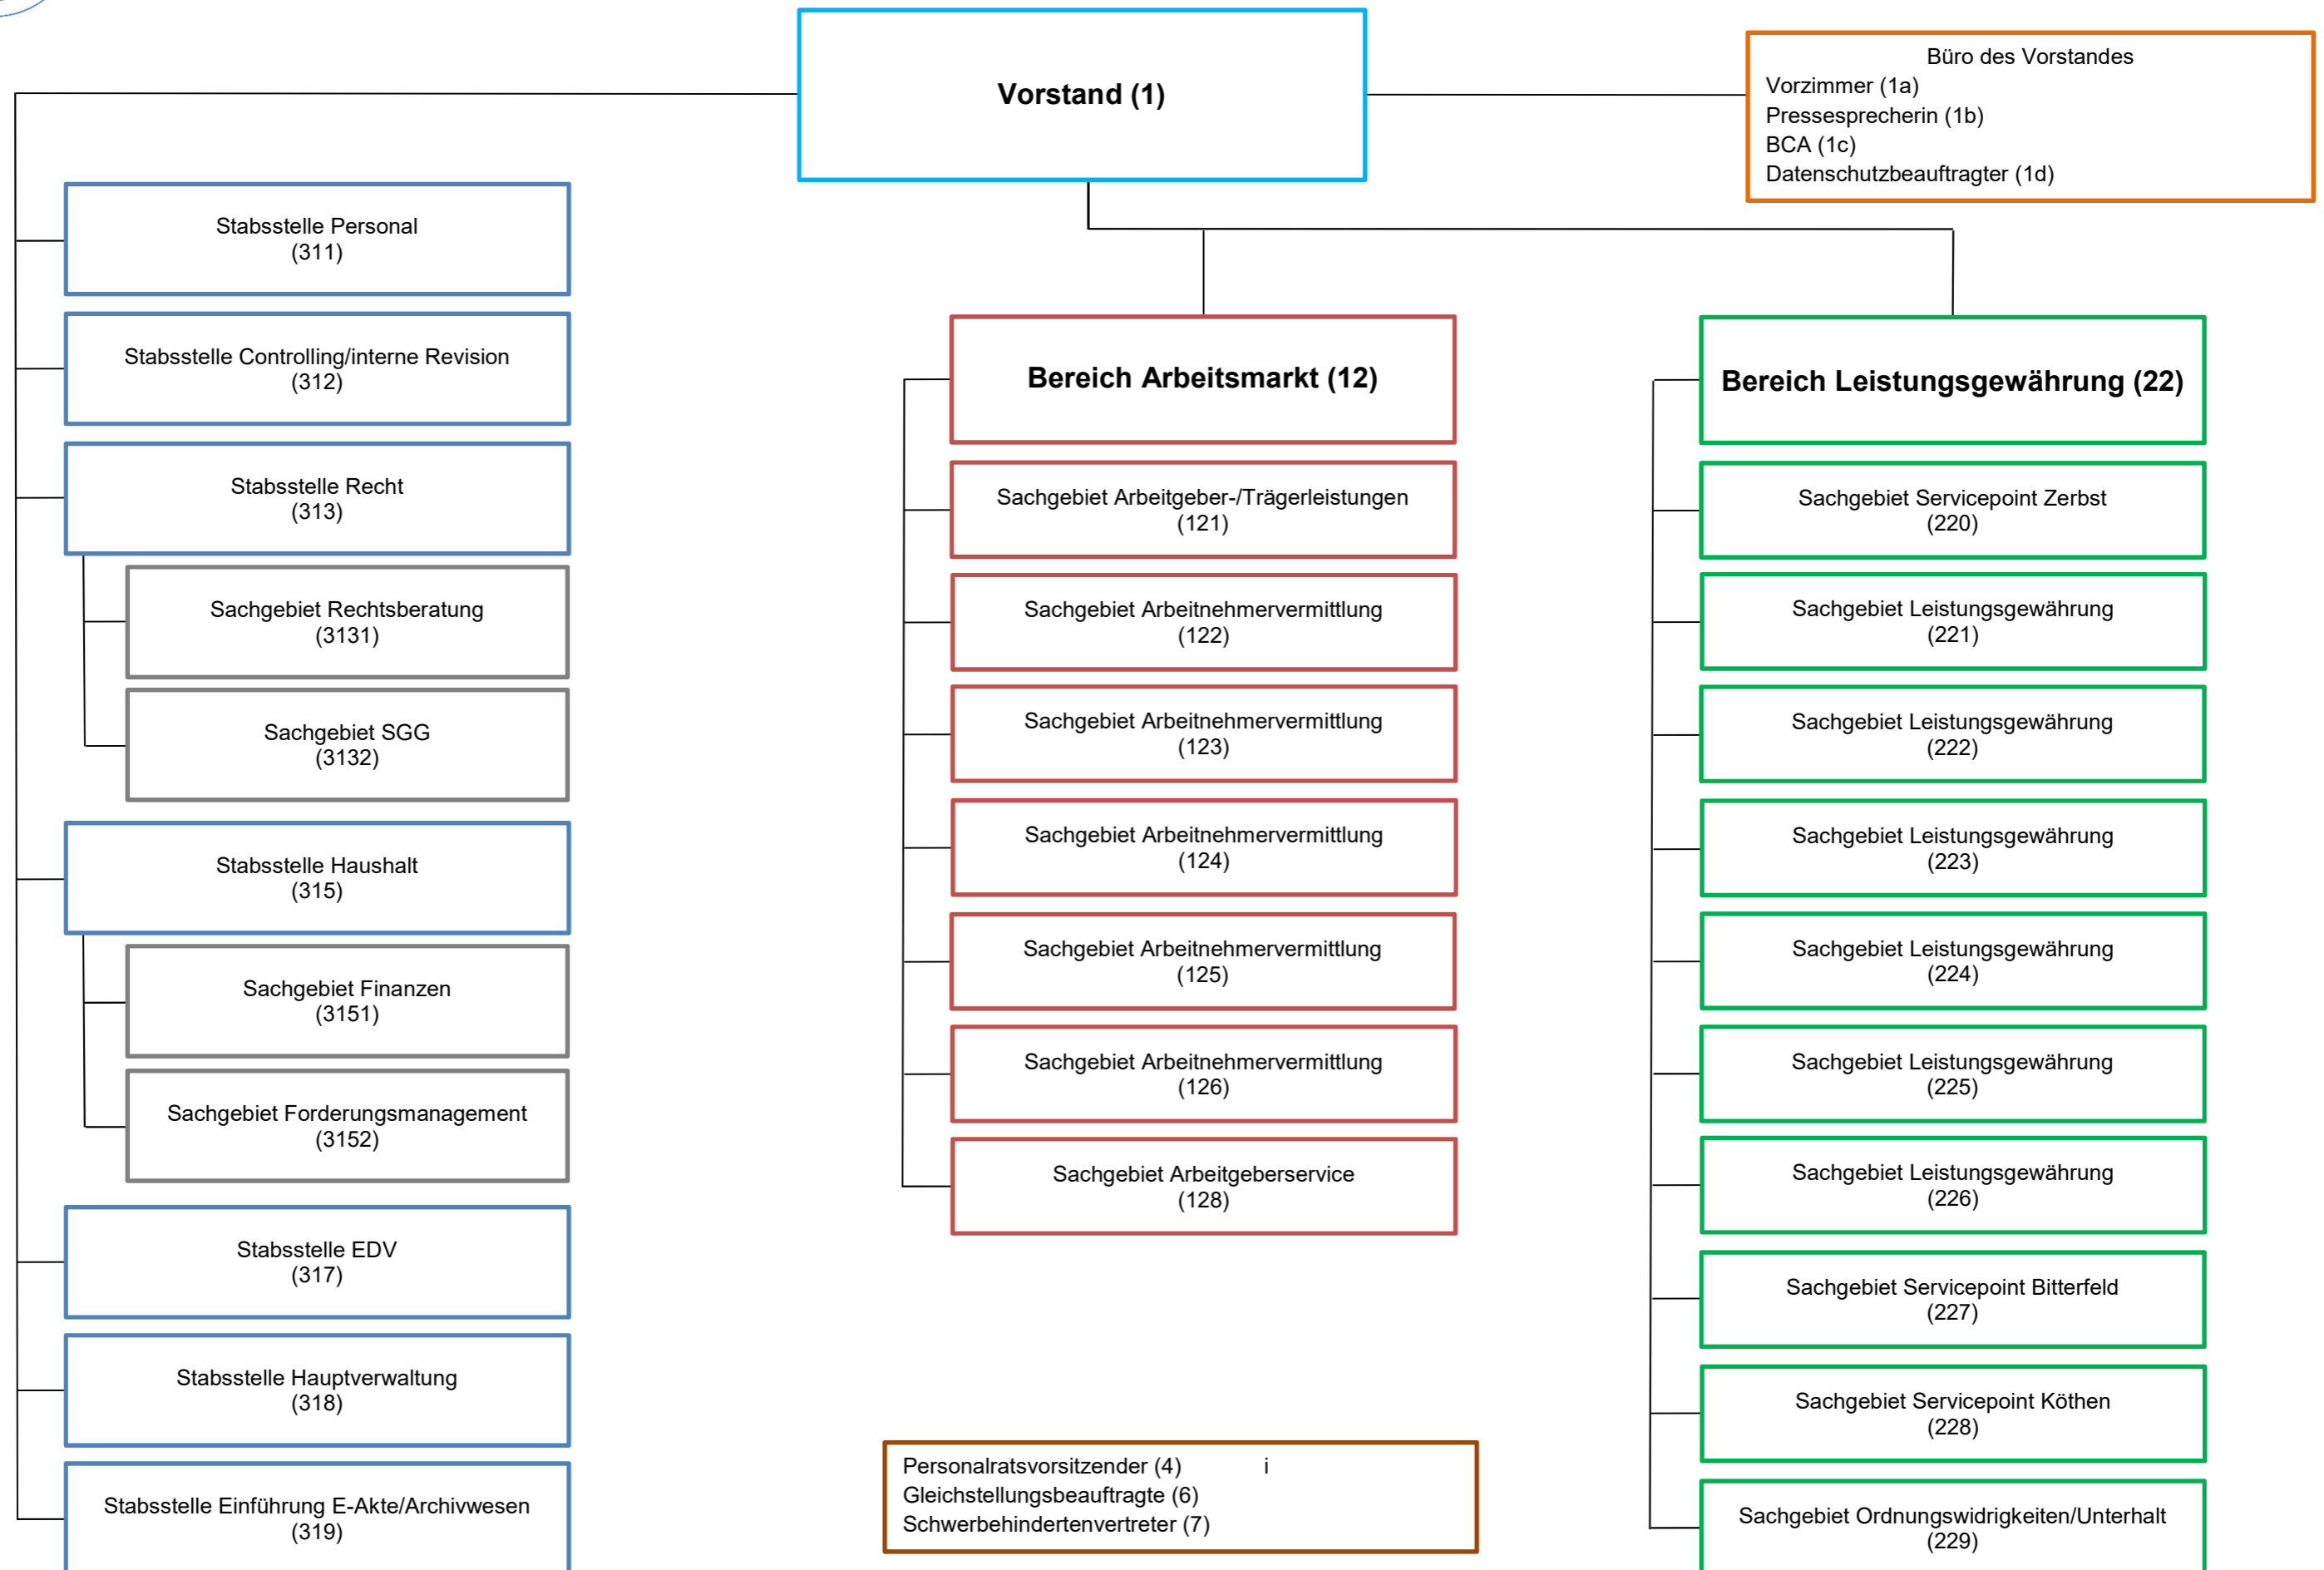 Vorstand (1)
Büro des Vorstandes
Vorzimmer (1a)
Pressesprecherin (1b)
BCA (1c)
Datenschutzbeauftragter (1d)
Stabsstelle Personal
(311)
Stabsstelle Controlling/interne Revision
(312)
Stabsstelle Recht
(313)
Sachgebiet Rechtsberatung
(3131)
Sachgebiet SGG
(3132)
Stabsstelle Haushalt
(315)
Sachgebiet Finanzen
(3151)
Sachgebiet Forderungsmanagement
(3152)
Stabsstelle EDV
(317)
Stabsstelle Hauptverwaltung
(318)
Stabsstelle Einführung E-Akte/Archivwesen
(319)
Bereich Arbeitsmarkt (12)
Sachgebiet Arbeitgeber-/Trägerleistungen
(121)
Sachgebiet Arbeitnehmervermittlung
(122)
Sachgebiet Arbeitnehmervermittlung
(123)
Sachgebiet Arbeitnehmervermittlung
(124)
Sachgebiet Arbeitnehmervermittlung
(125)
Sachgebiet Arbeitnehmervermittlung
(126)
Sachgebiet Arbeitgeberservice
(128)
Bereich Leistungsgewährung (22)
Sachgebiet Servicepoint Zerbst
(220)
Sachgebiet Leistungsgewährung
(221)
Sachgebiet Leistungsgewährung
(222)
Sachgebiet Leistungsgewährung
(223)
Sachgebiet Leistungsgewährung
(224)
Sachgebiet Leistungsgewährung
(225)
Sachgebiet Leistungsgewährung
(226)
Sachgebiet Servicepoint Bitterfeld
(227)
Sachgebiet Servicepoint Köthen
(228)
Sachgebiet Ordnungswidrigkeiten/Unterhalt
(229)
Personalratsvorsitzender (4) i
Gleichstellungsbeauftragte (6)
Schwerbehindertenvertreter (7)